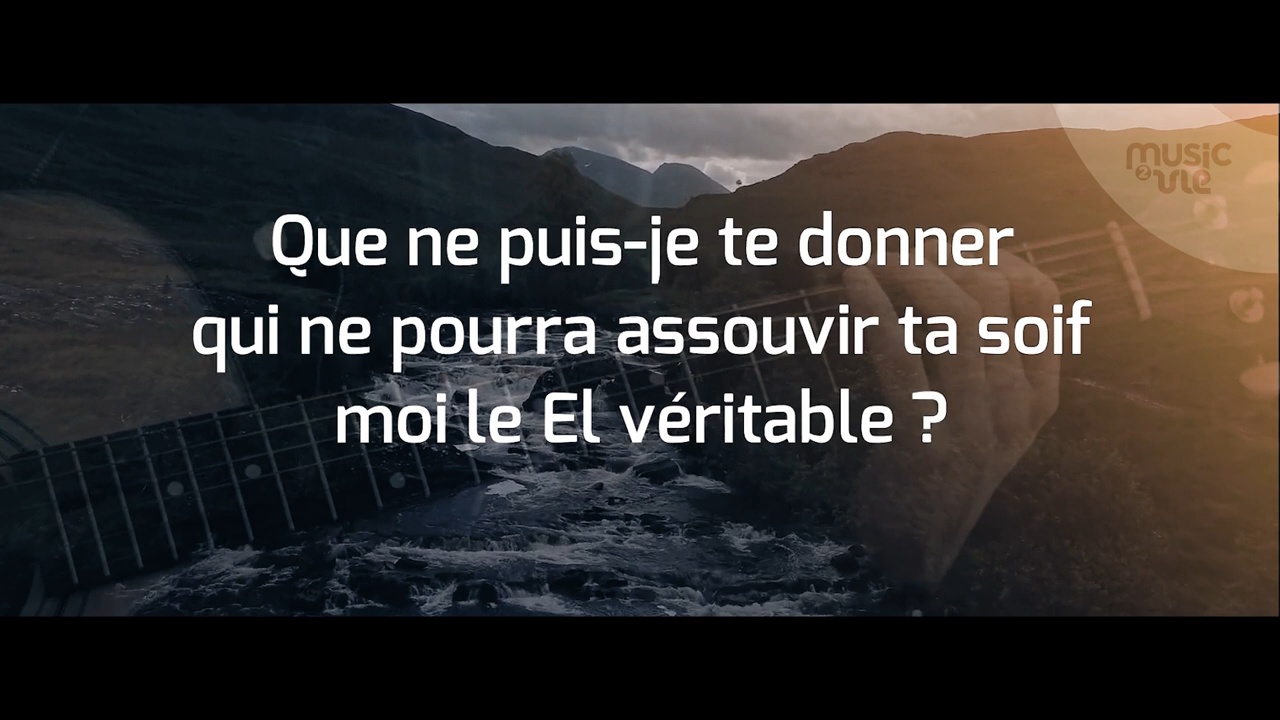 music
2 vie
Que ne puis-je te donner
qui ne pourra assouvir ta soif
moi le El véritable ?